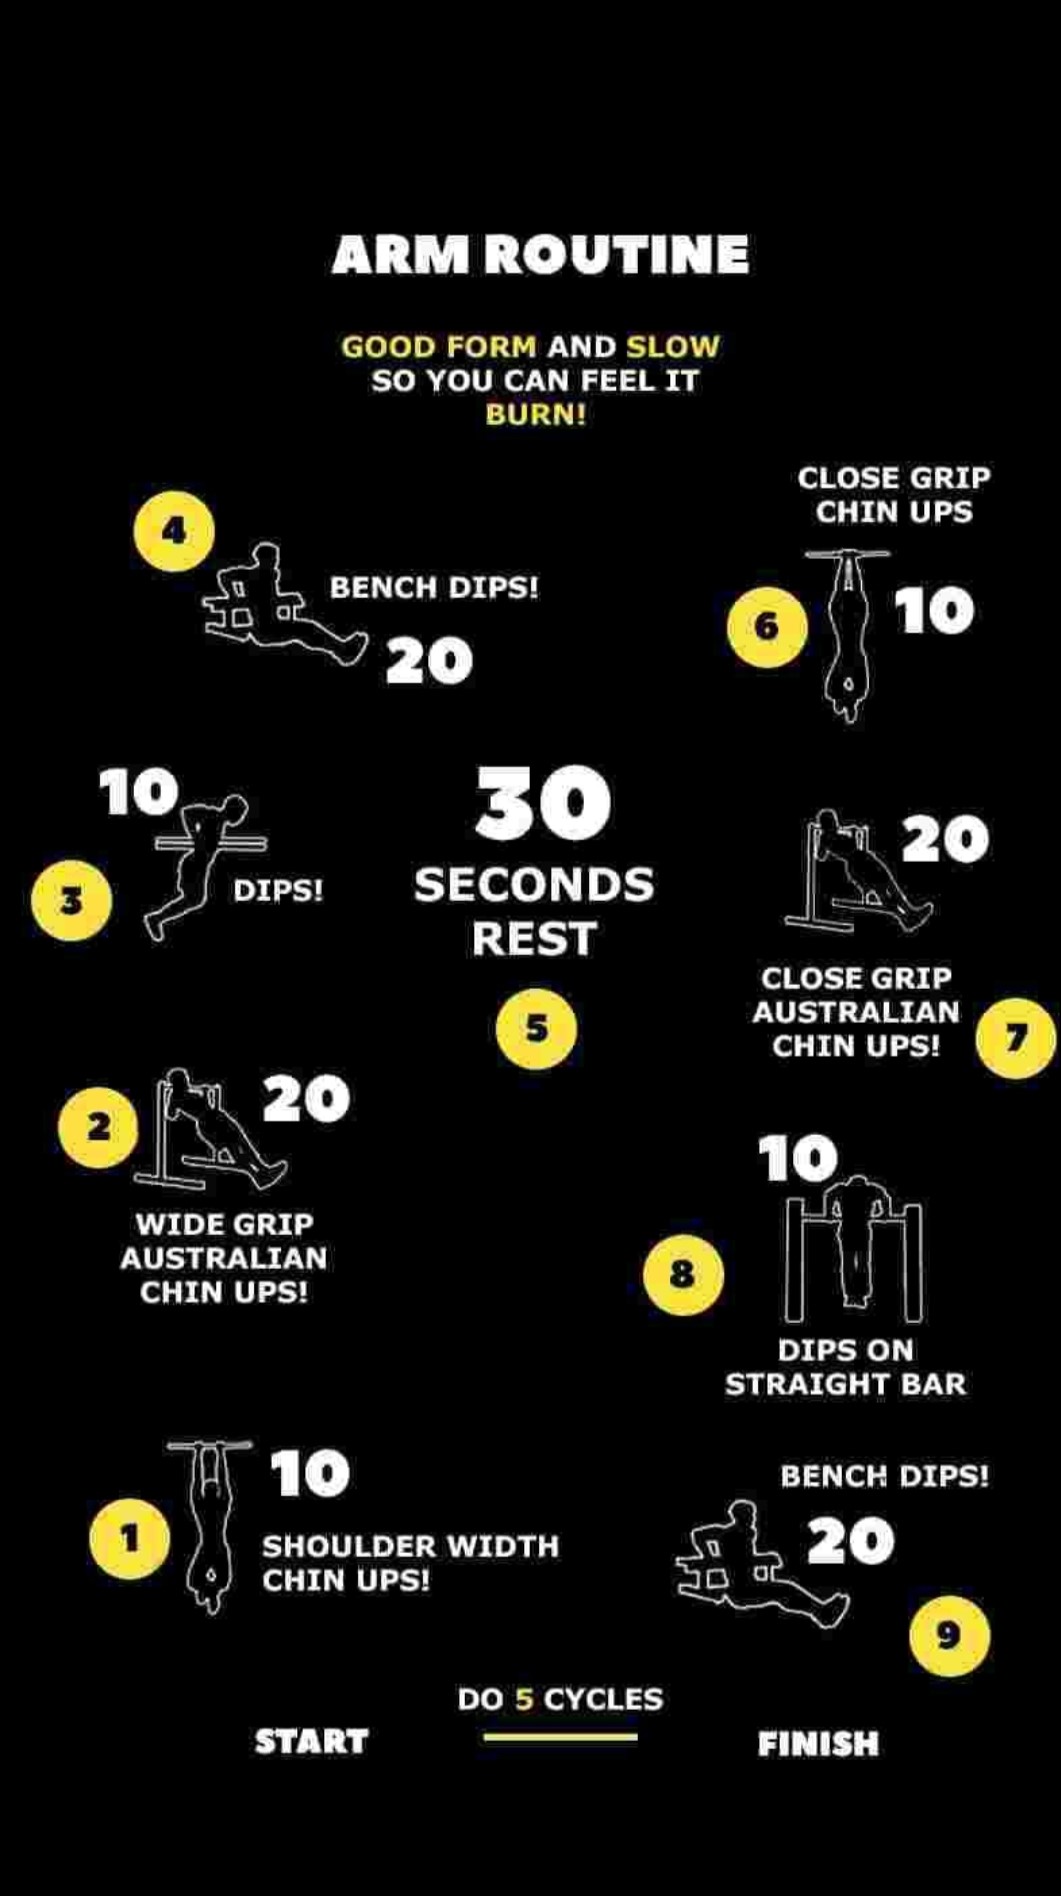 ARM ROUTINE
GOOD FORM AND SLOW
SO YOU CAN FEEL IT
BURN!
4
BENCH DIPS!
20
CLOSE GRIP
CHIN UPS
6
10
10
3
DIPS!
30
SECONDS
REST
5
20
CLOSE GRIP
AUSTRALIAN
CHIN UPS!
7
2
20
WIDE GRIP
AUSTRALIAN
CHIN UPS!
10
8
DIPS ON
STRAIGHT BAR
1
10
SHOULDER WIDTH
CHIN UPS!
BENCH DIPS!
20
9
DO 5 CYCLES
START
FINISH